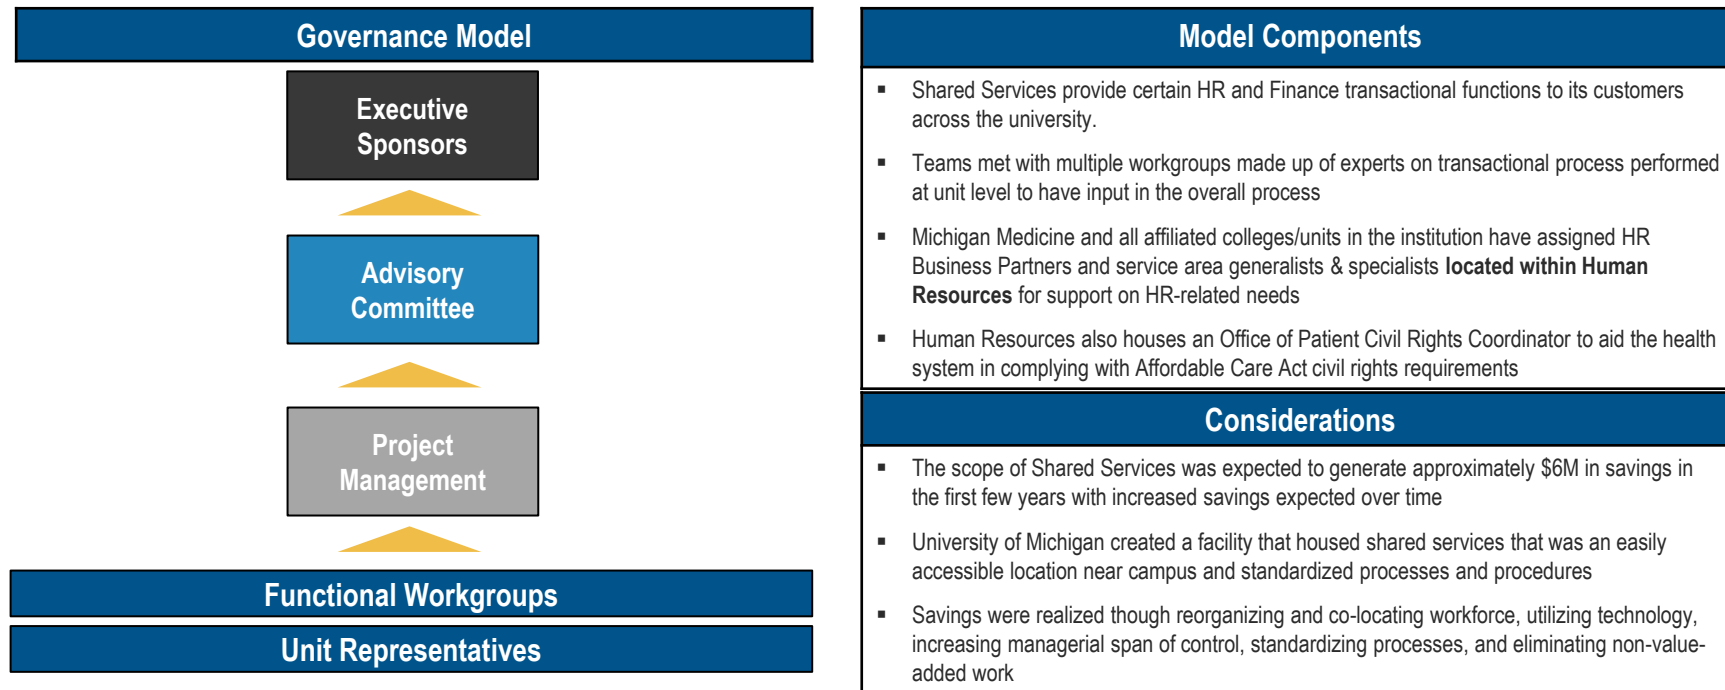 Governance Model
Executive
Sponsors
Advisory
Committee
Project
Management
Functional Workgroups
Unit Representatives
Model Components
▪ Shared Services provide certain HR and Finance transactional functions to its customers
across the university.
▪ Teams met with multiple workgroups made up of experts on transactional process performed
at unit level to have input in the overall process
▪ Michigan Medicine and all affiliated colleges/units in the institution have assigned HR
Business Partners and service area generalists & specialists located within Human
Resources for support on HR-related needs
▪ Human Resources also houses an Office of Patient Civil Rights Coordinator to aid the health
system in complying with Affordable Care Act civil rights requirements
Considerations
▪ The scope of Shared Services was expected to generate approximately $6M in savings in
the first few years with increased savings expected over time
▪ University of Michigan created a facility that housed shared services that was an easily
accessible location near campus and standardized processes and procedures
▪ Savings were realized though reorganizing and co-locating workforce, utilizing technology,
increasing managerial span of control, standardizing processes, and eliminating non-value-
added work